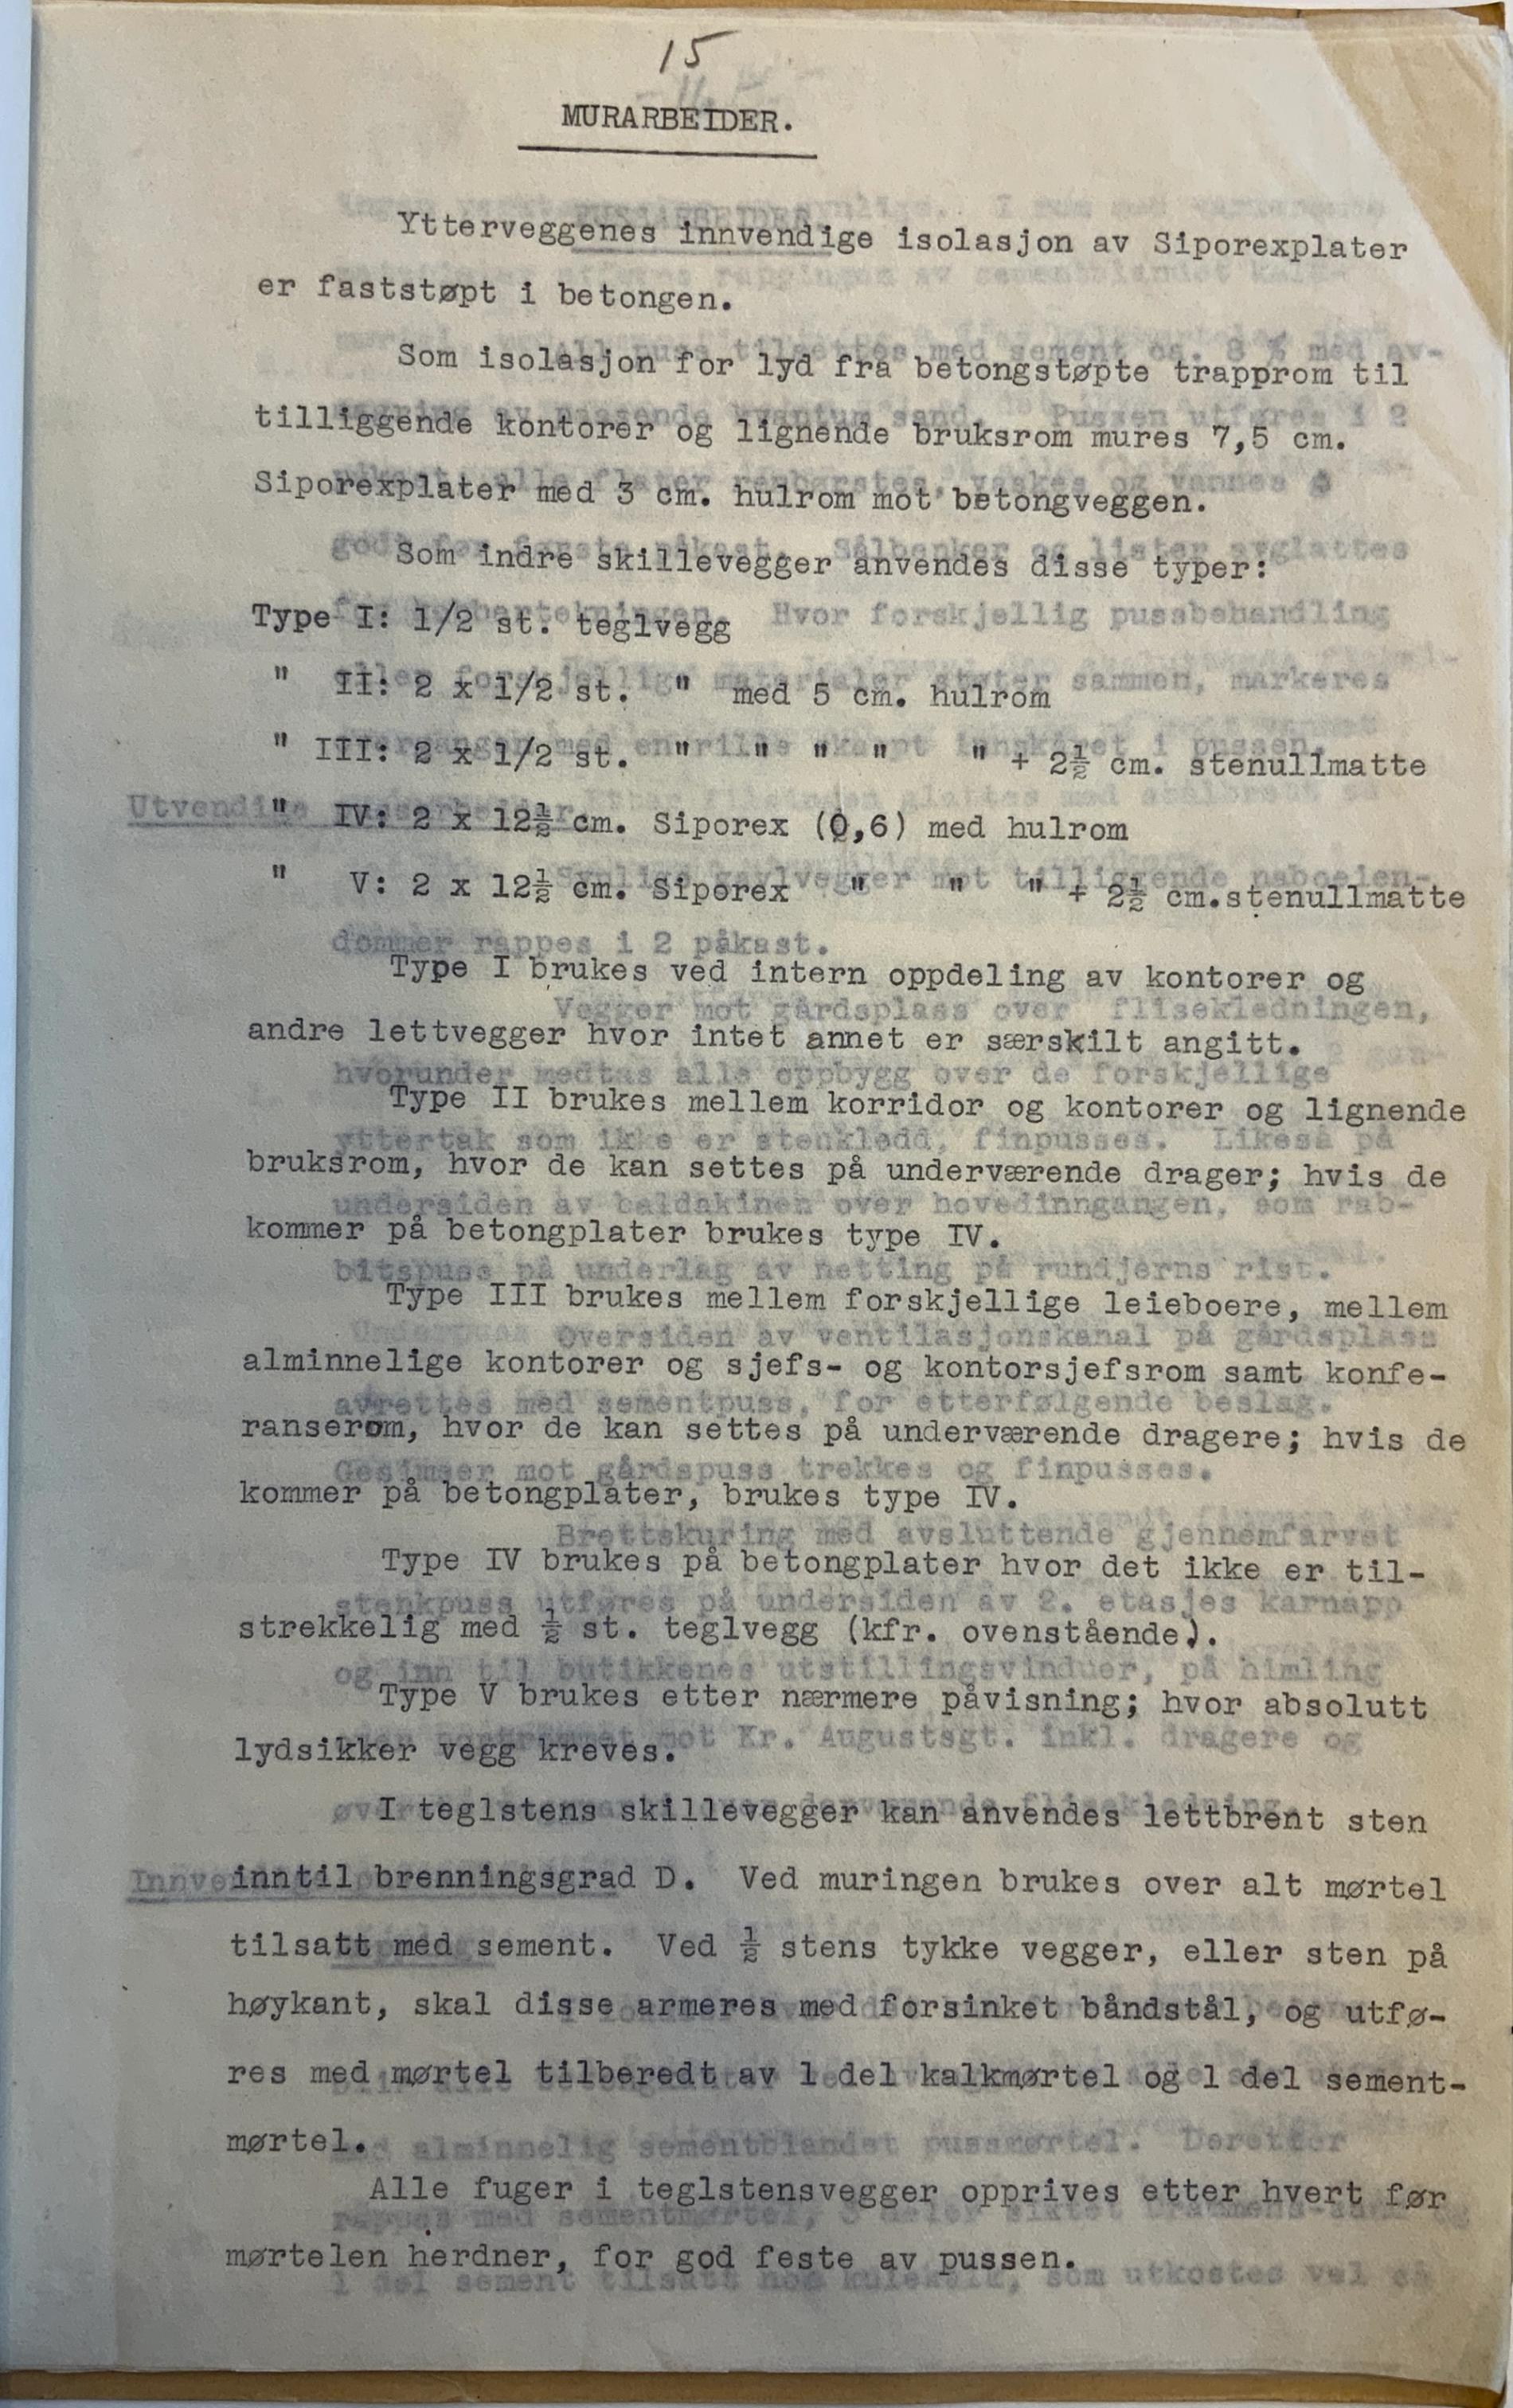 15
MURARBEIDER.
Ytterveggenes innvendige isolasjon av Siporexplater
er faststøpt i betongen.
Som isolasjon for lyd fra betongstøpte trapprom til
tilliggende kontorer og lignende bruksrom mures 7,5 cm.
Siporexplater med 3 cm. hulrom mot betongveggen.
Som indre skillevegger anvendes disse typer:
Type I: 1/2 st. teglvegg
" II: 2 x 1/2 st. " med 5 cm. hulrom
" III: 2 x 1/2 st. " " " " " + 2½ cm. stenullmatte
" IV: 2 x 12½ cm. Siporex (0,6) med hulrom
" V: 2 x 12½ cm. Siporex " " " + 2½ cm.stenullmatte
Type I brukes ved intern oppdeling av kontorer og
andre lettvegger hvor intet annet er særskilt angitt.
Type II brukes mellem korridor og kontorer og lignende
bruksrom, hvor de kan settes på underværende drager; hvis de
kommer på betongplater brukes type IV.
Type III brukes mellem forskjellige leieboere, mellem
alminnelige kontorer og sjefs- og kontorsjefsrom samt konfe-
ranserom, hvor de kan settes på underværende dragere; hvis de
kommer på betongplater, brukes type IV.
Type IV brukes på betongplater hvor det ikke er til-
strekkelig med ½ st. teglvegg (kfr. ovenstående).
Type V brukes etter nærmere påvisning; hvor absolutt
lydsikker vegg kreves.
I teglstens skillevegger kan anvendes lettbrent sten
inntil brenningsgrad D. Ved muringen brukes over alt mørtel
tilsatt med sement. Ved ½ stens tykke vegger, eller sten på
høykant, skal disse armeres med forsinket båndstål, og utfø-
res med mørtel tilberedt av 1 del kalkmørtel og 1 del sement-
mørtel.
Alle fuger i teglstensvegger opprives etter hvert før
mørtelen herdner, for god feste av pussen.